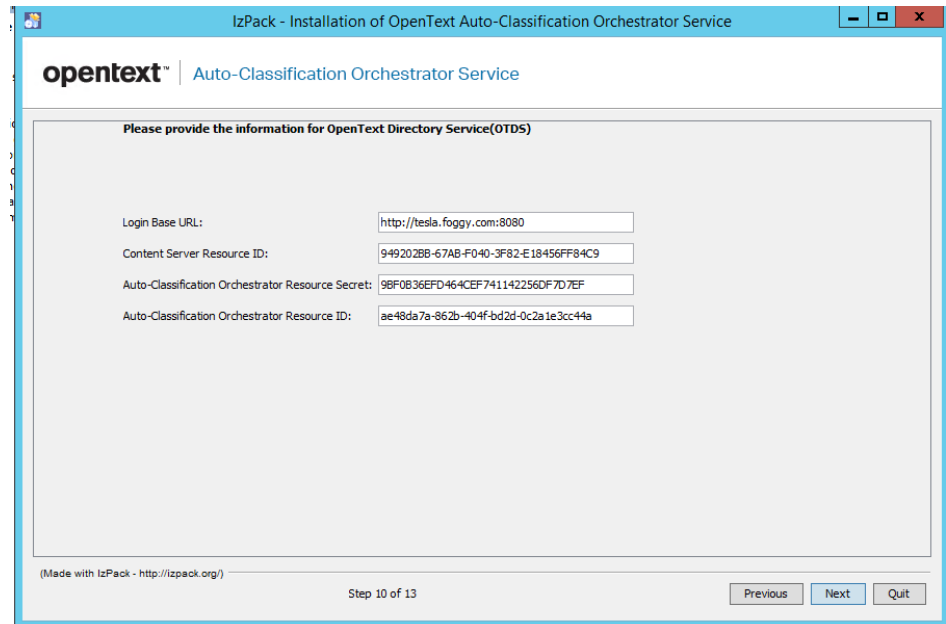 IzPack - Installation of OpenText Auto-Classification Orchestrator Service
opentext™ | Auto-Classification Orchestrator Service
Please provide the information for OpenText Directory Service(OTDS)
Login Base URL: http://tesla.foggy.com:8080
Content Server Resource ID: 949202BB-67AB-F040-3F82-E18456FF84C9
Auto-Classification Orchestrator Resource Secret: 9BF0B36EFD464CEF741142256DF7D7EF
Auto-Classification Orchestrator Resource ID: ae48da7a-862b-404f-bd2d-0c2a1e3cc44a
(Made with IzPack - http://izpack.org/)
Step 10 of 13
Previous Next Quit